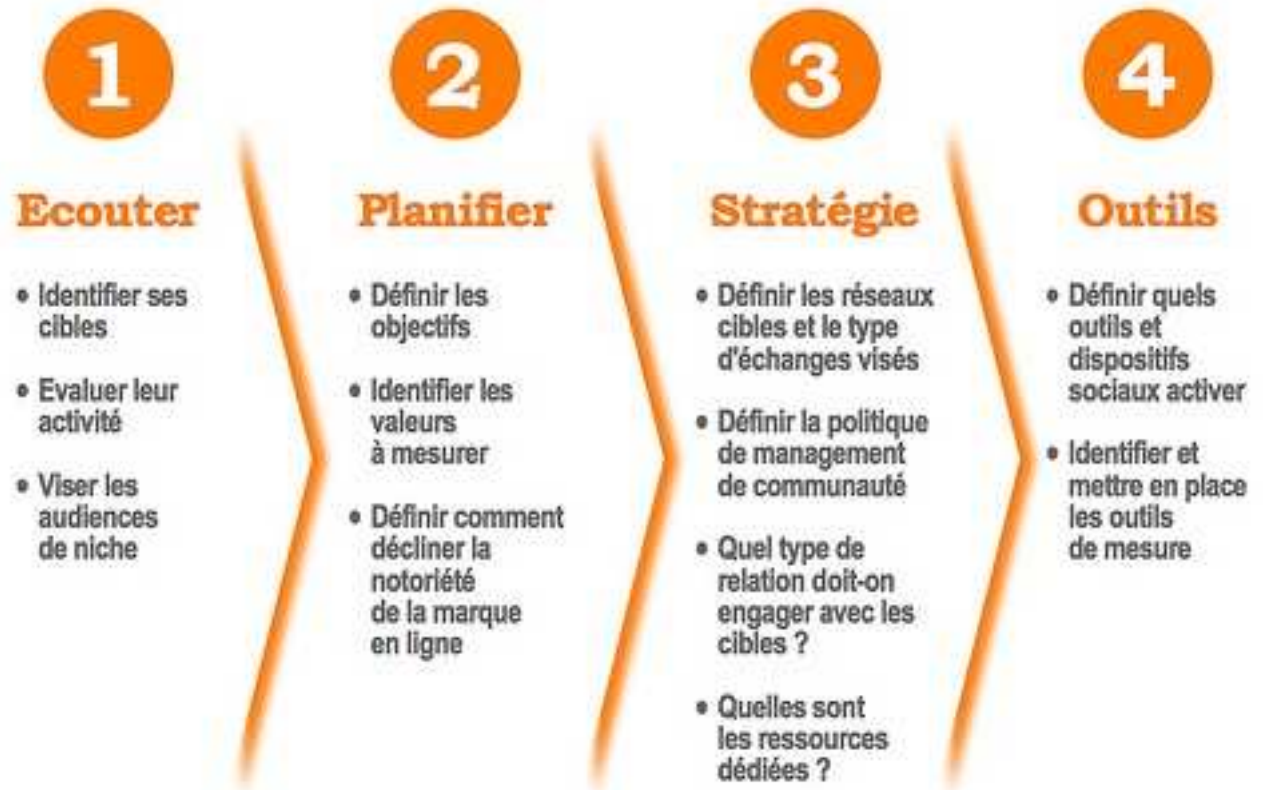 1
Ecouter
• Identifier ses
cibles
• Evaluer leur
activité
• Viser les
audiences
de niche
2
Planifier
• Définir les
objectifs
• Identifier les
valeurs
à mesurer
• Définir comment
décliner la
notoriété
de la marque
en ligne
3
Stratégie
• Définir les réseaux
cibles et le type
d'échanges visés
• Définir la politique
de management
de communauté
• Quel type de
relation doit-on
engager avec les
cibles ?
• Quelles sont
les ressources
dédiées ?
4
Outils
• Définir quels
outils et
dispositifs
sociaux activer
• Identifier et
mettre en place
les outils
de mesure